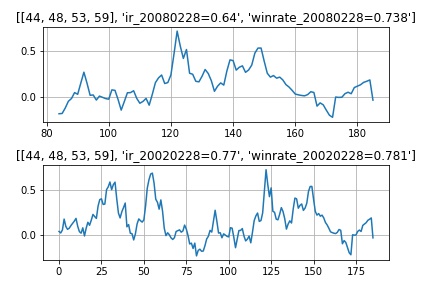 [[44, 48, 53, 59], 'ir_20080228=0.64', 'winrate_20080228=0.738']
0.5
0.0
80 100 120 140 160 180
[[44, 48, 53, 59], 'ir_20020228=0.77', 'winrate_20020228=0.781']
0.5
0.0
0 25 50 75 100 125 150 175